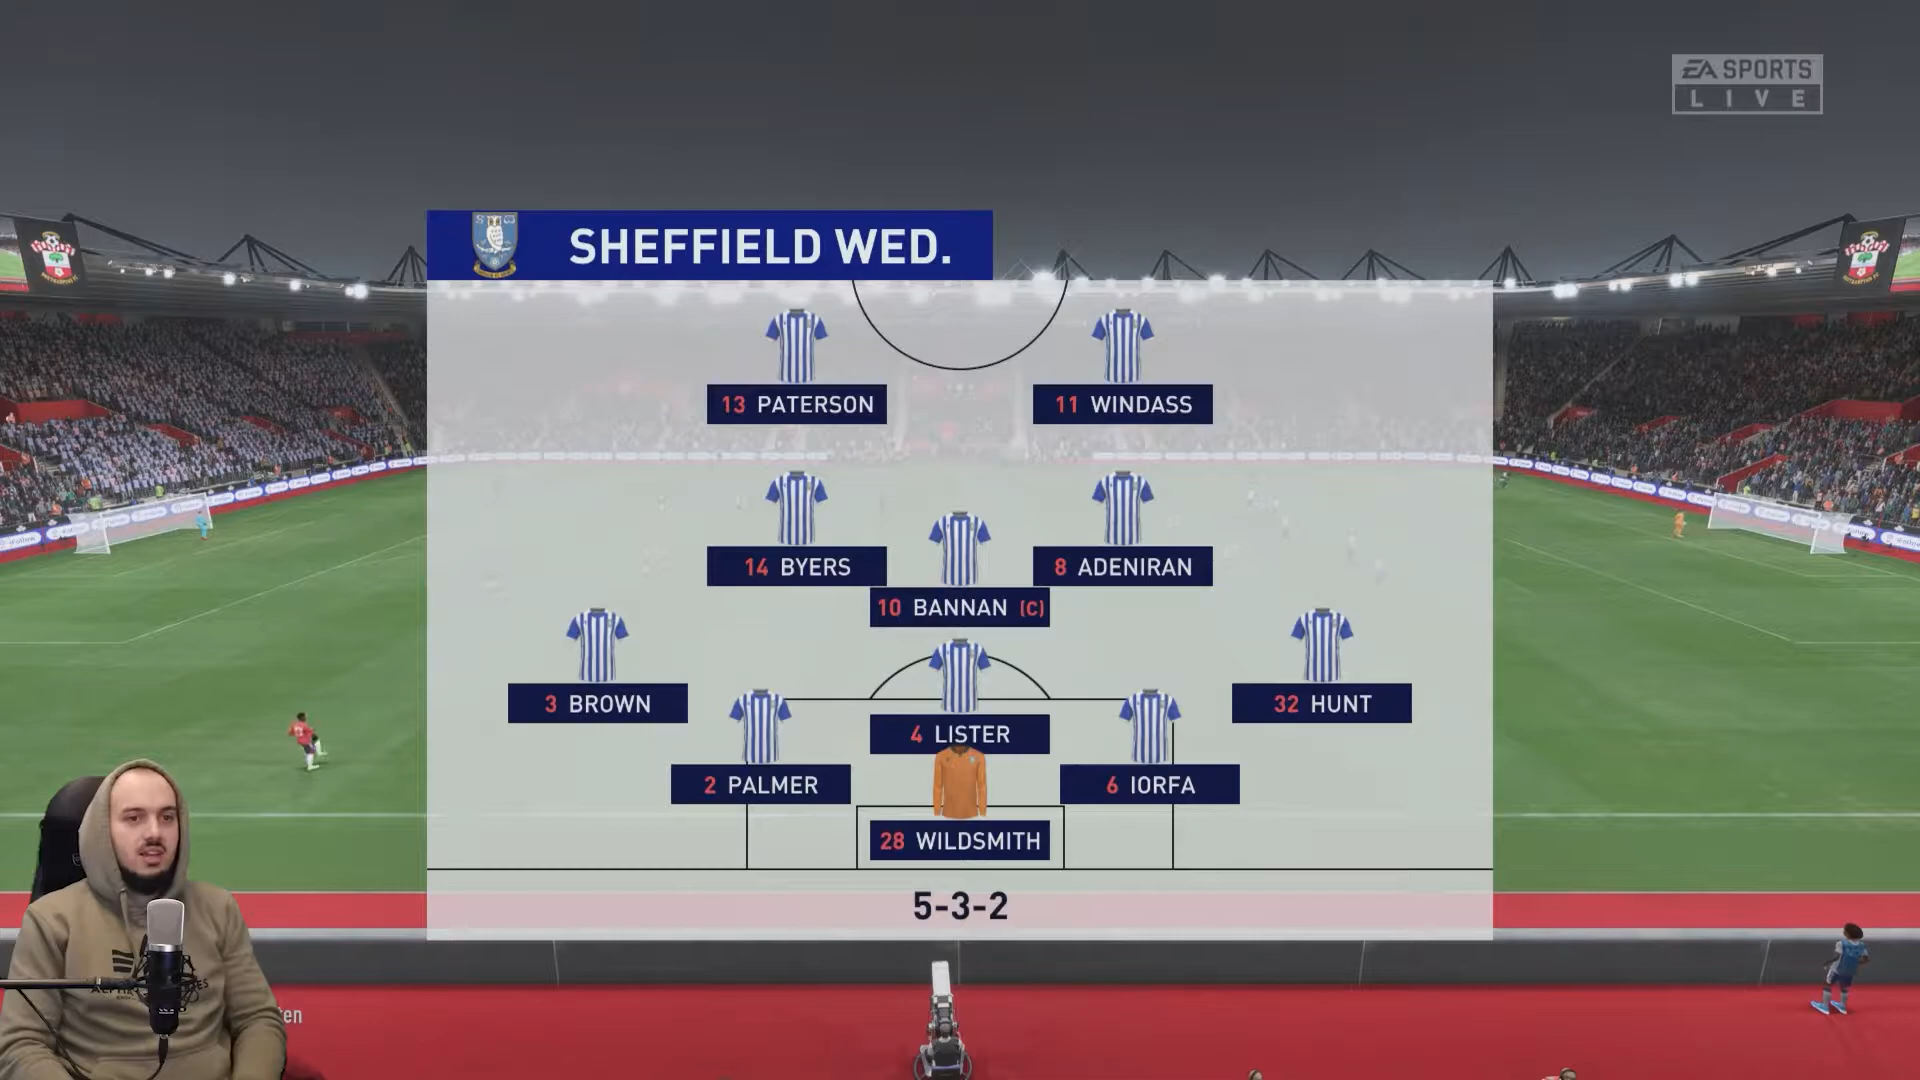 EA SPORTS
LIVE
SHEFFIELD WED.
13 PATERSON
11 WINDASS
14 BYERS
8 ADENIRAN
10 BANNAN (C)
3 BROWN
32 HUNT
4 LISTER
2 PALMER
6 IORFA
28 WILDSMITH
5-3-2